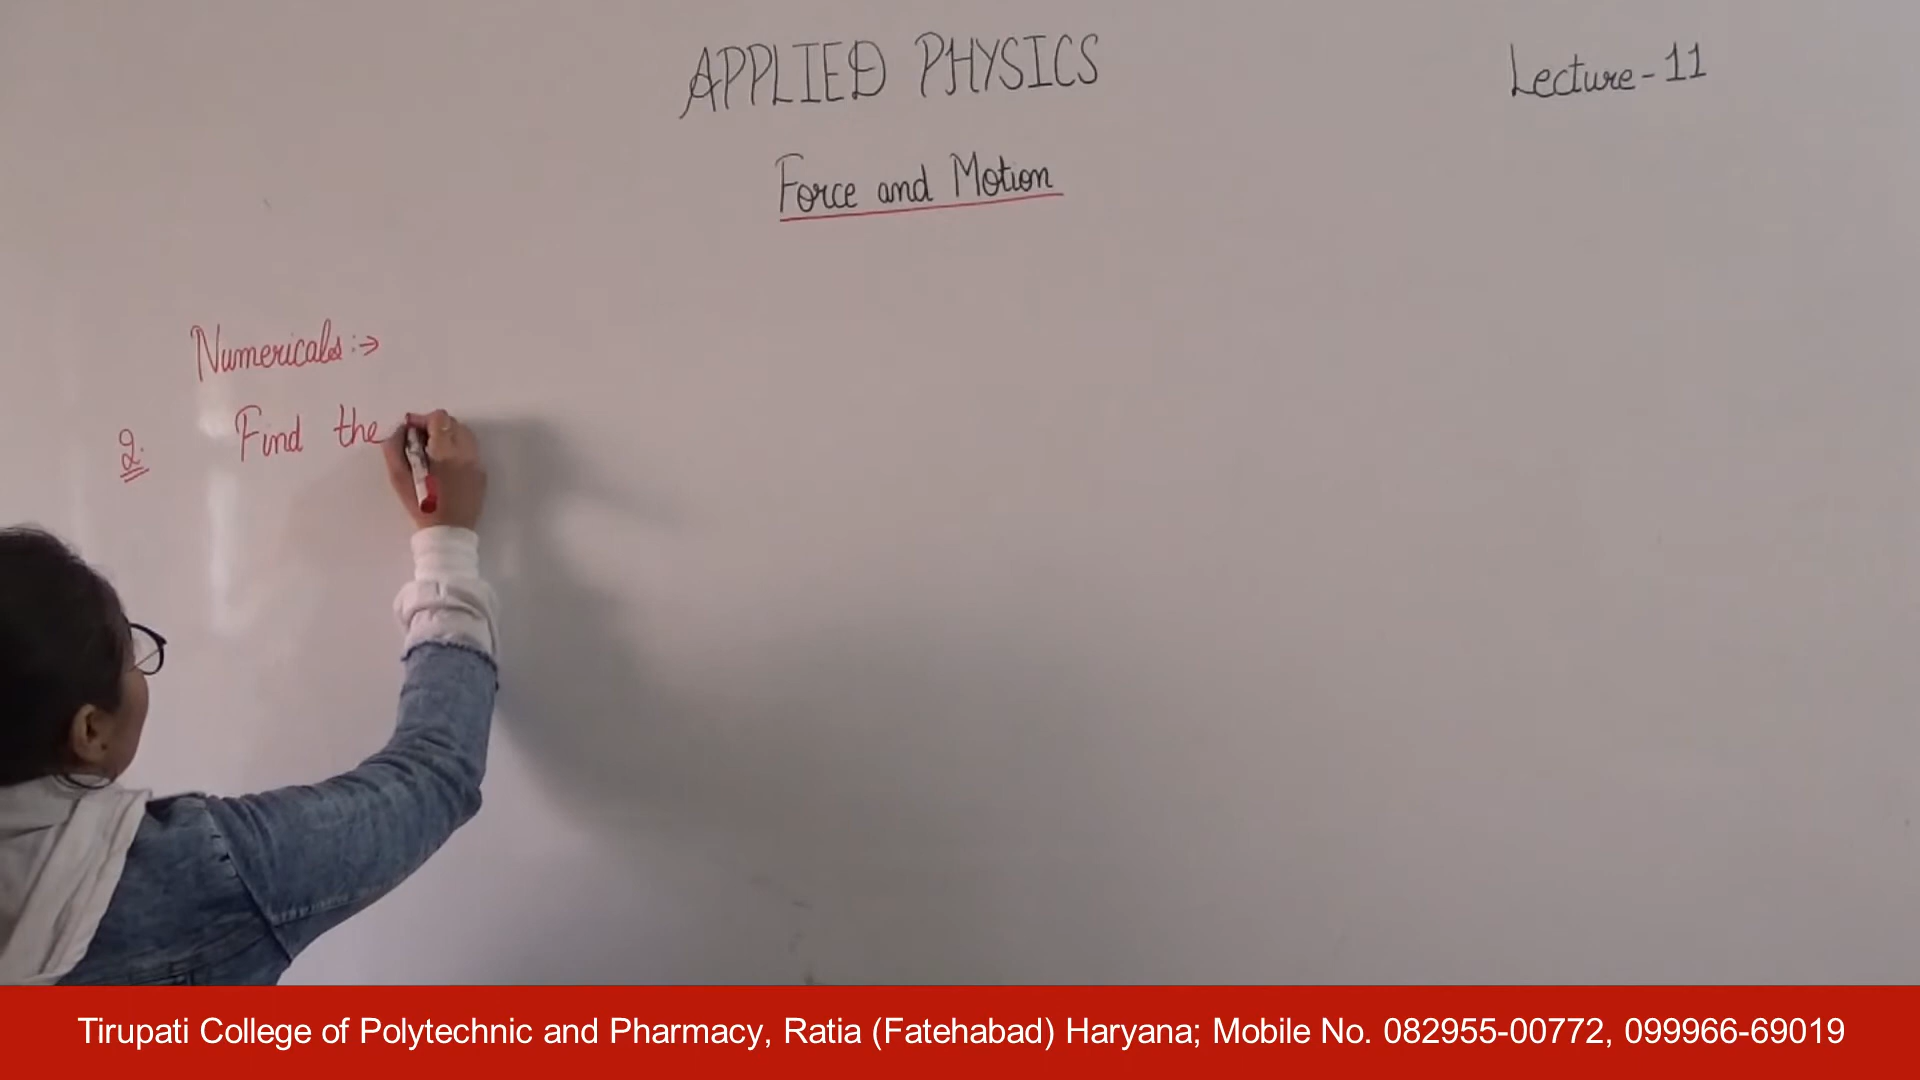 APPLIED PHYSICS
Lecture-11
Force and Motion
Numericals:→
Q. Find the
Tirupati College of Polytechnic and Pharmacy, Ratia (Fatehabad) Haryana; Mobile No. 082955-00772, 099966-69019